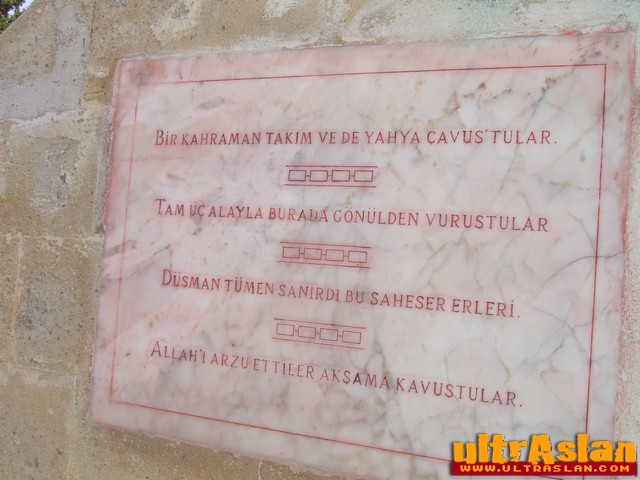 BİR KAHRAMAN TAKIM VE DE YAHYA ÇAVUŞ'TULAR.
TAM ÜÇ ALAYLA BURADA GÖNÜLDEN VURUŞTULAR
DÜŞMAN TÜMEN SANIRDI BU ŞAHESER ERLERİ.
ALLAH'I ARZU ETTİLER AKŞAMA KAVUŞTULAR.
ultrAslan
WWW.ULTRASLAN.COM